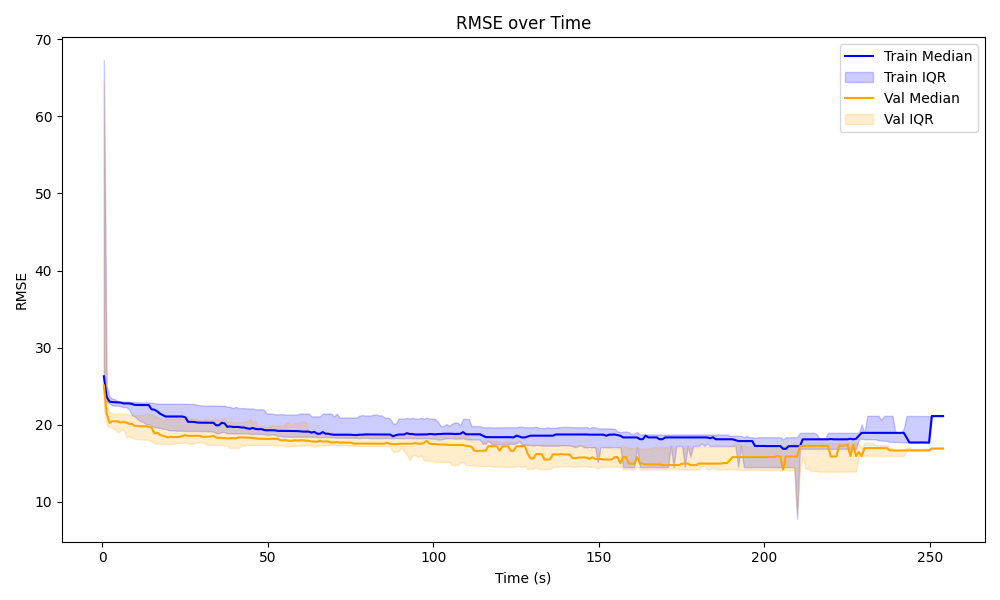 RMSE over Time
Train Median
Train IQR
Val Median
Val IQR
RMSE
70
60
50
40
30
20
10
0
50
100
150
200
250
Time (s)